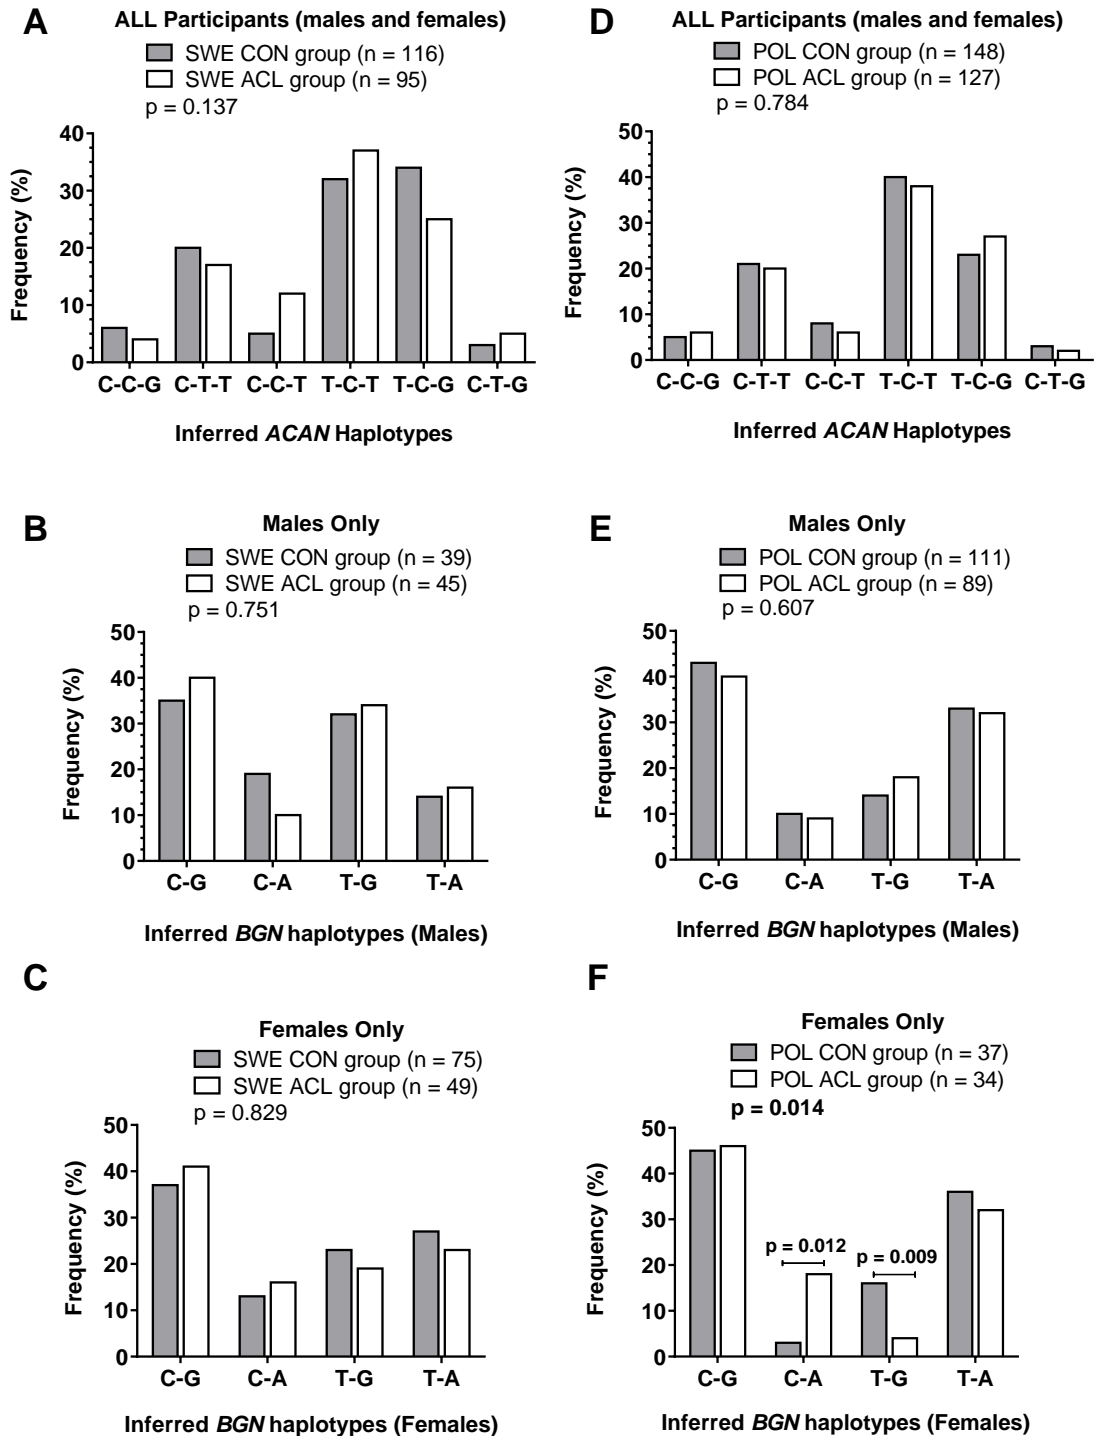 A
ALL Participants (males and females)
SWE CON group (n = 116)
SWE ACL group (n = 95)
p = 0.137
Frequency (%)
40
30
20
10
0
C-C-G C-T-T C-C-T T-C-T T-C-G C-T-G
Inferred ACAN Haplotypes
D
ALL Participants (males and females)
POL CON group (n = 148)
POL ACL group (n = 127)
p = 0.784
Frequency (%)
50
40
30
20
10
0
C-C-G C-T-T C-C-T T-C-T T-C-G C-T-G
Inferred ACAN Haplotypes
B
Males Only
SWE CON group (n = 39)
SWE ACL group (n = 45)
p = 0.751
Frequency (%)
50
40
30
20
10
0
C-G C-A T-G T-A
Inferred BGN haplotypes (Males)
E
Males Only
POL CON group (n = 111)
POL ACL group (n = 89)
p = 0.607
Frequency (%)
50
40
30
20
10
0
C-G C-A T-G T-A
Inferred BGN haplotypes (Males)
C
Females Only
SWE CON group (n = 75)
SWE ACL group (n = 49)
p = 0.829
Frequency (%)
50
40
30
20
10
0
C-G C-A T-G T-A
Inferred BGN haplotypes (Females)
F
Females Only
POL CON group (n = 37)
POL ACL group (n = 34)
p = 0.014
Frequency (%)
50
40
30
20
10
0
p = 0.012
p = 0.009
C-G C-A T-G T-A
Inferred BGN haplotypes (Females)